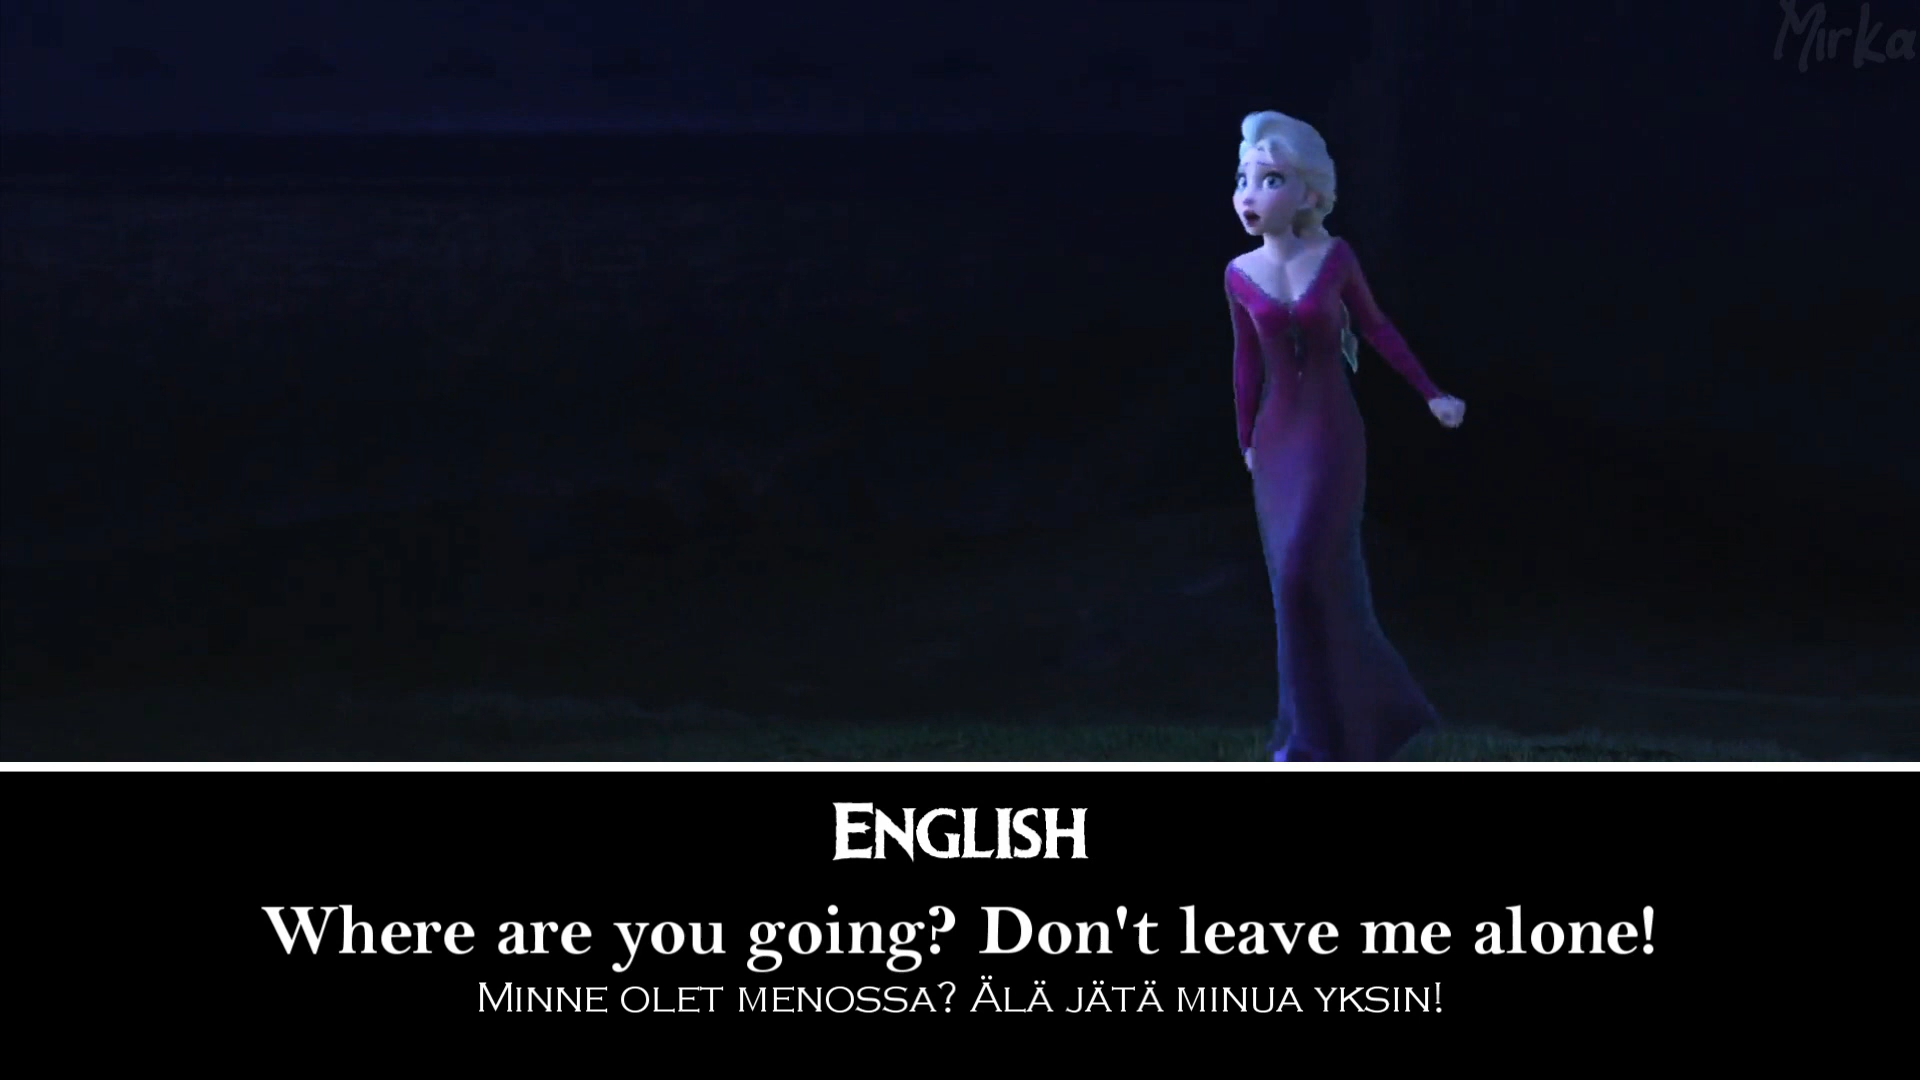 Mirka
English
Where are you going? Don't leave me alone!
Minne olet menossa? Älä jätä minua yksin!